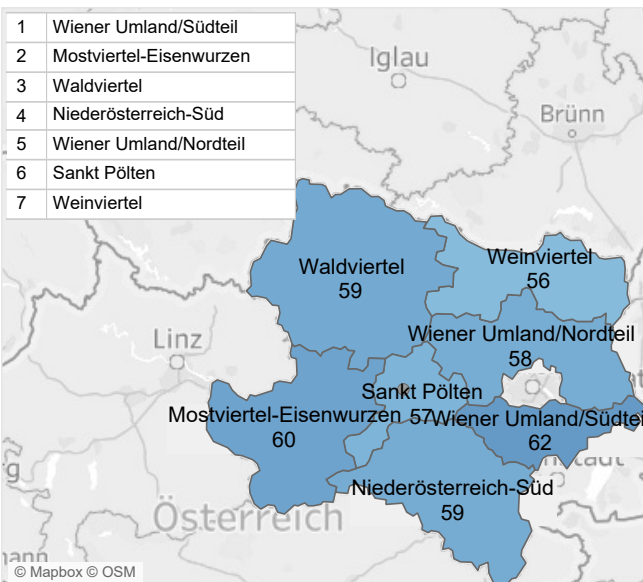 1 Wiener Umland/Südteil
2 Mostviertel-Eisenwurzen
3 Waldviertel
4 Niederösterreich-Süd
5 Wiener Umland/Nordteil
6 Sankt Pölten
7 Weinviertel
Iglau
Brünn
Waldviertel
59
Weinviertel
56
Linz
Wiener Umland/Nordteil
58
Sankt Pölten
57
Mostviertel-Eisenwurzen
60
Wiener Umland/Südtei
62
Niederösterreich-Süd
59
Österreich
© Mapbox © OSM